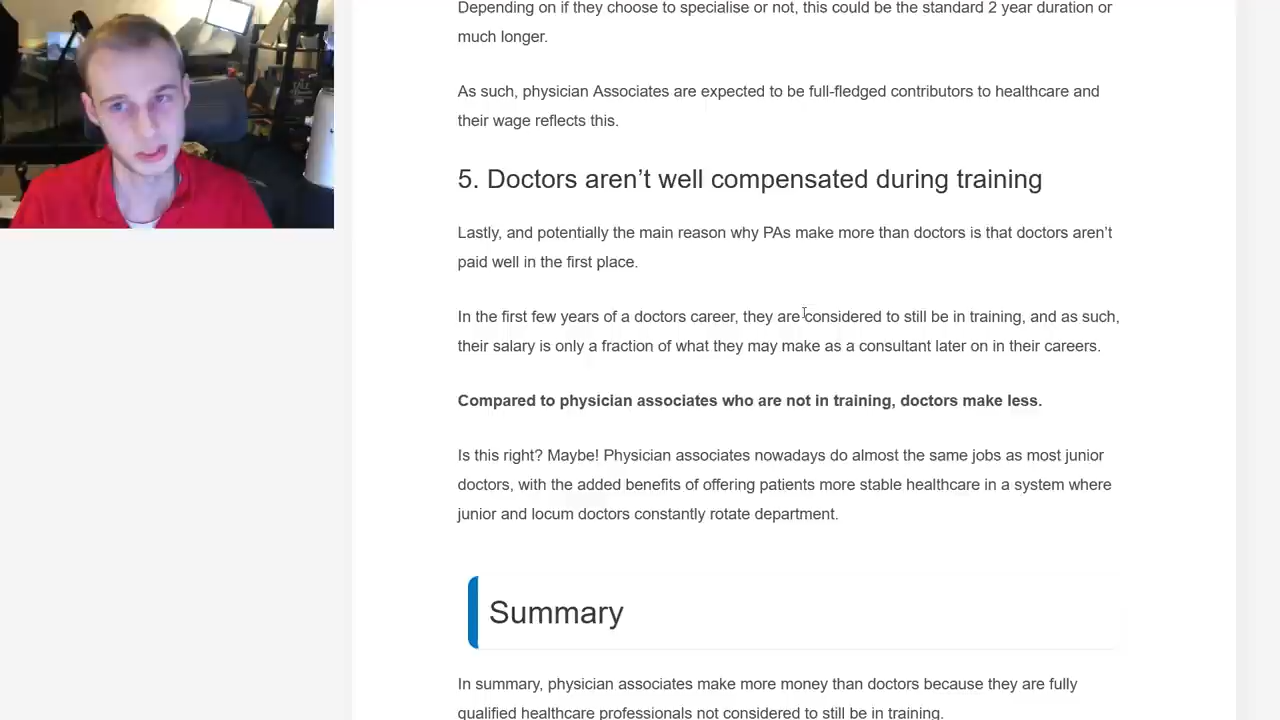 Depending on if they choose to specialise or not, this could be the standard 2 year duration or
much longer.
As such, physician Associates are expected to be full-fledged contributors to healthcare and
their wage reflects this.
5. Doctors aren’t well compensated during training
Lastly, and potentially the main reason why PAs make more than doctors is that doctors aren’t
paid well in the first place.
In the first few years of a doctors career, they are considered to still be in training, and as such,
their salary is only a fraction of what they may make as a consultant later on in their careers.
Compared to physician associates who are not in training, doctors make less.
Is this right? Maybe! Physician associates nowadays do almost the same jobs as most junior
doctors, with the added benefits of offering patients more stable healthcare in a system where
junior and locum doctors constantly rotate department.
Summary
In summary, physician associates make more money than doctors because they are fully
qualified healthcare professionals not considered to still be in training.